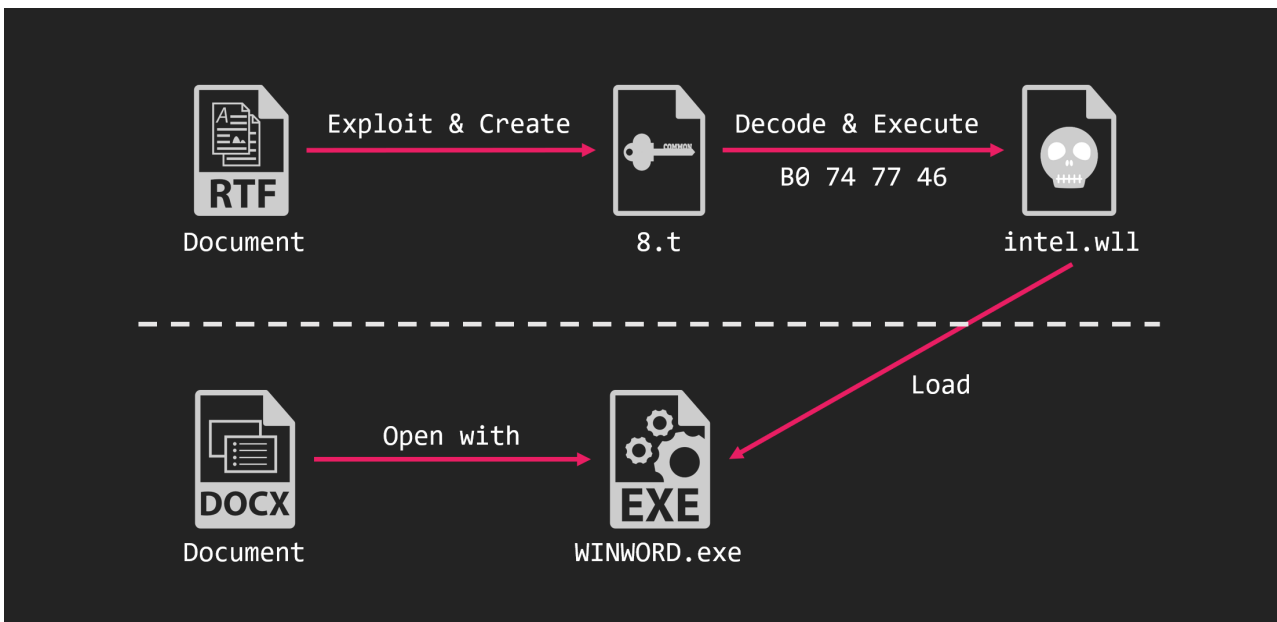 A
RTF
Document
Exploit & Create
COMMON
8.t
Decode & Execute
B0 74 77 46
intel.wll
Load
DOCX
Document
Open with
EXE
WINWORD.exe